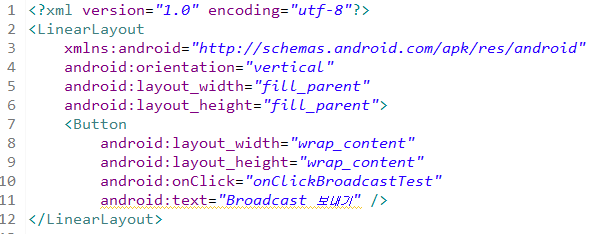 1 <?xml version="1.0" encoding="utf-8"?>
2 <LinearLayout
3     xmlns:android="http://schemas.android.com/apk/res/android"
4     android:orientation="vertical"
5     android:layout_width="fill_parent"
6     android:layout_height="fill_parent">
7     <Button
8         android:layout_width="wrap_content"
9         android:layout_height="wrap_content"
10         android:onClick="onClickBroadcastTest"
11         android:text="Broadcast 보내기" />
12 </LinearLayout>